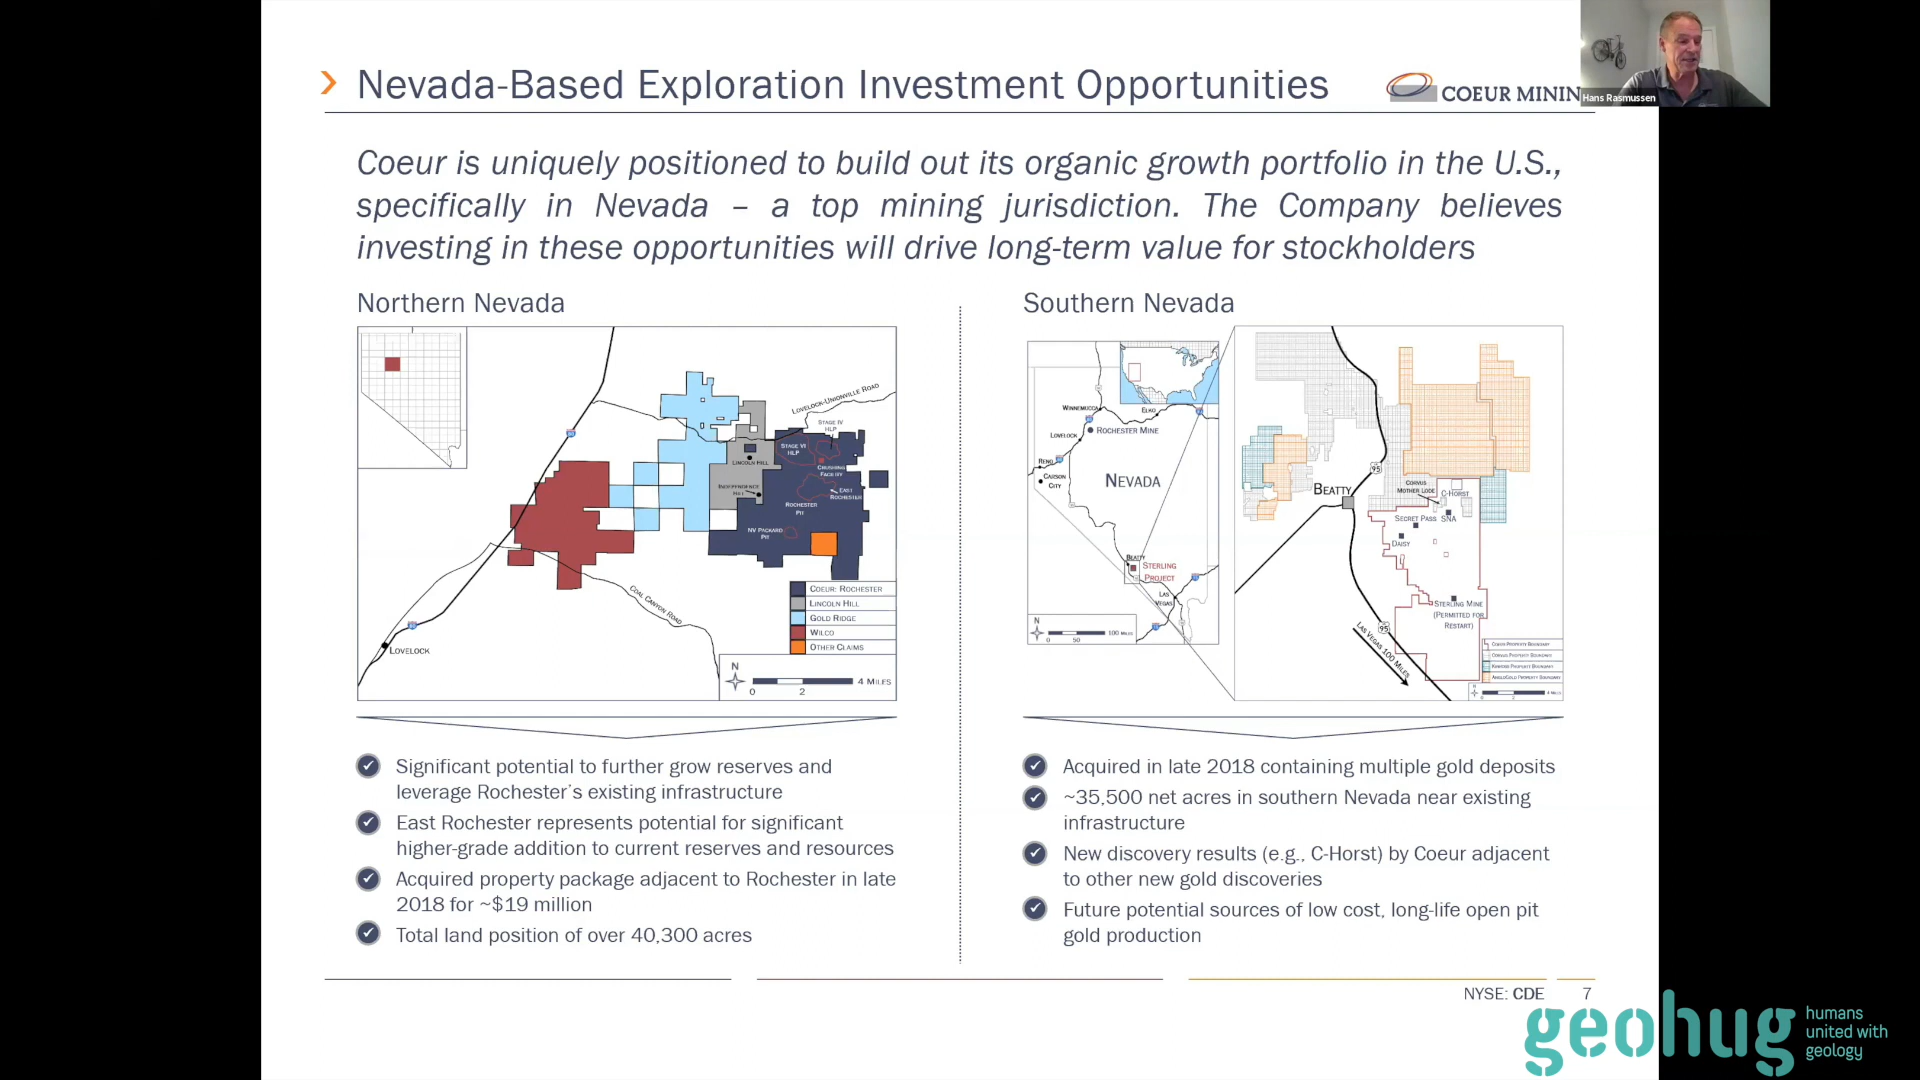 Nevada-Based Exploration Investment Opportunities
COEUR MININ
Hans Rasmussen
Coeur is uniquely positioned to build out its organic growth portfolio in the U.S.,
specifically in Nevada – a top mining jurisdiction. The Company believes
investing in these opportunities will drive long-term value for stockholders
Northern Nevada
LOVELOCK-UNIONVILLE ROAD
STAGE IV
HLP
STAGE VI
HLP
LINCOLN HILL
CRUSHING
FACILITY
INDEPENDENCE
HILL
EAST
ROCHESTER
ROCHESTER
PIT
NV PACKARD
PIT
COAL CANYON ROAD
LOVELOCK
COEUR: ROCHESTER
LINCOLN HILL
GOLD RIDGE
WILCO
OTHER CLAIMS
N
0 2 4 MILES
Southern Nevada
WINNEMUCCA
ELKO
LOVELOCK
ROCHESTER MINE
RENO
CARSON
CITY
NEVADA
BEATTY
STERLING
PROJECT
LAS
VEGAS
N
0 50 100 MILES
95
BEATTY
CORVUS
MOTHER LODE
C-HORST
SECRET PASS
SNA
DAISY
STERLING MINE
(PERMITTED FOR
RESTART)
95
LAS VEGAS 100 MILES
COEUR PROPERTY BOUNDARY
CORVUS PROPERTY BOUNDARY
KINROSS PROPERTY BOUNDARY
ANGLOGOLD PROPERTY BOUNDARY
N
4 MILES
Significant potential to further grow reserves and
leverage Rochester's existing infrastructure
East Rochester represents potential for significant
higher-grade addition to current reserves and resources
Acquired property package adjacent to Rochester in late
2018 for ~$19 million
Total land position of over 40,300 acres
Acquired in late 2018 containing multiple gold deposits
~35,500 net acres in southern Nevada near existing
infrastructure
New discovery results (e.g., C-Horst) by Coeur adjacent
to other new gold discoveries
Future potential sources of low cost, long-life open pit
gold production
NYSE: CDE 7
geohug
humans
united with
geology